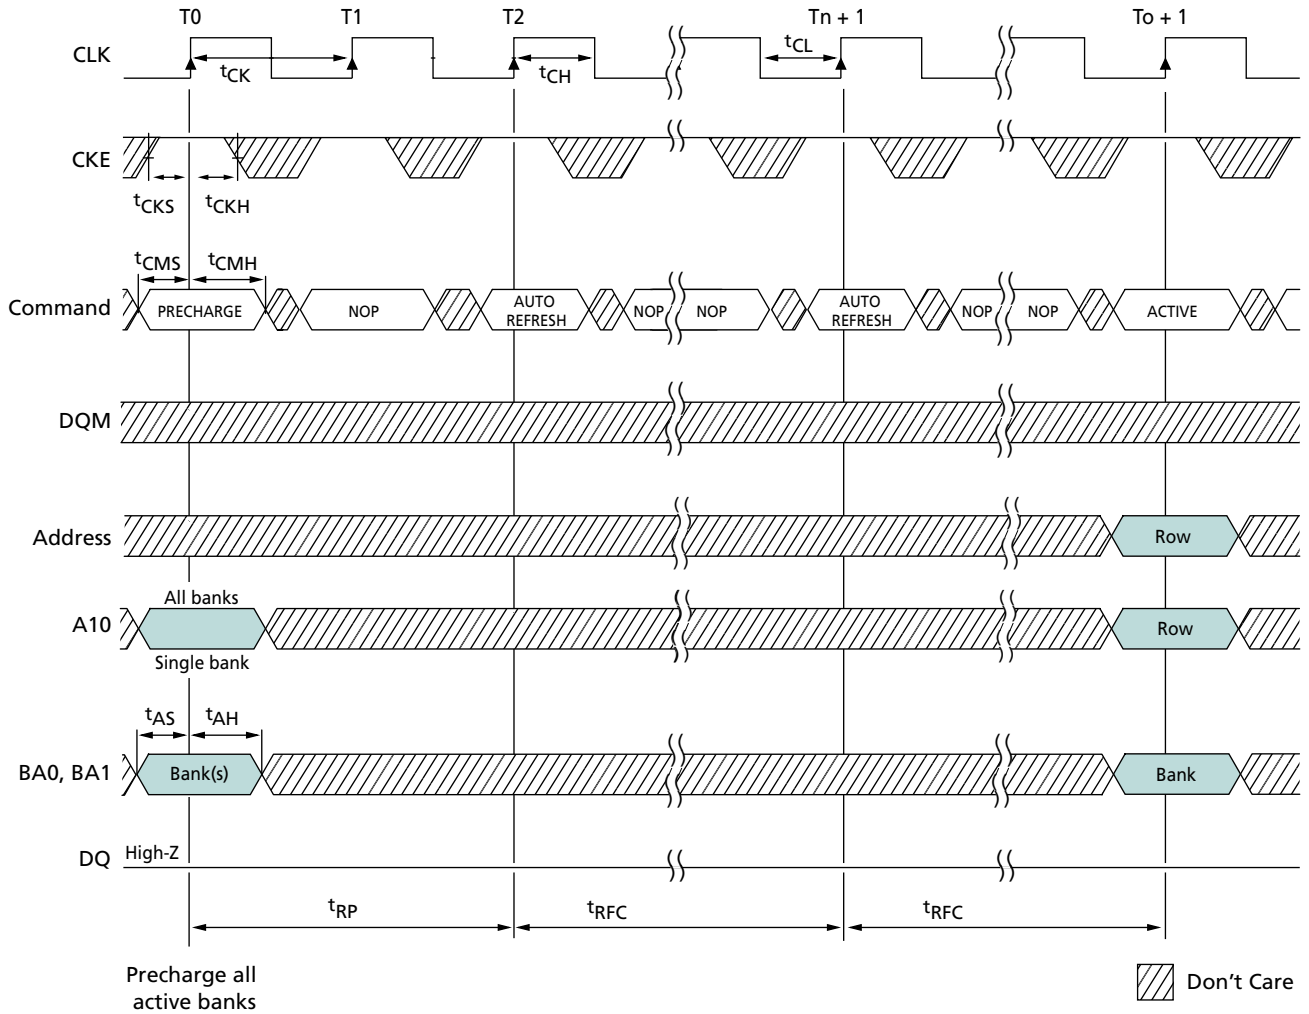 T0 T1 T2 Tn + 1 To + 1
CLK
tCK tCH tCL
CKE
tCKS tCKH
tCMS tCMH
Command PRECHARGE NOP AUTO REFRESH NOP NOP AUTO REFRESH NOP NOP ACTIVE
DQM
Address Row
All banks
A10 Row
Single bank
tAS tAH
BA0, BA1 Bank(s) Bank
DQ High-Z
tRP tRFC tRFC
Precharge all
active banks
Don't Care